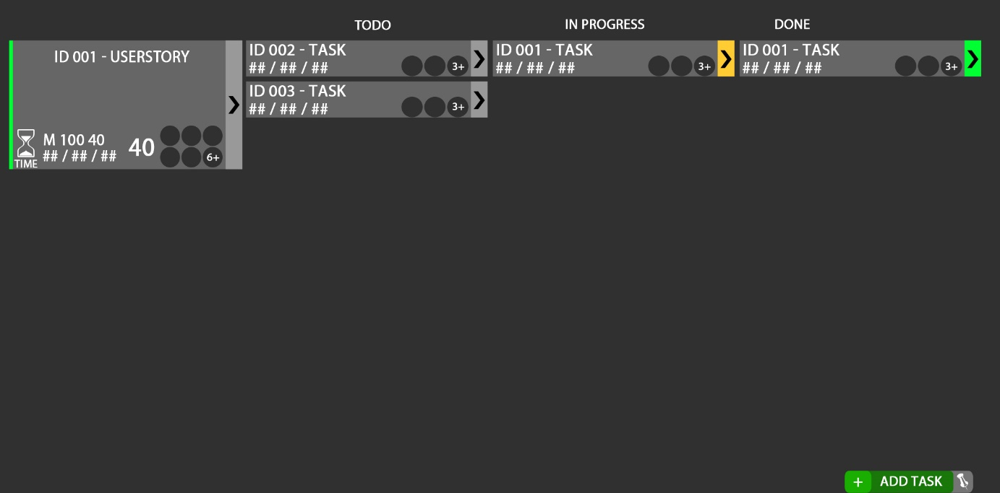 TODO
IN PROGRESS
DONE
ID 001 - USERSTORY
M 100 40
## / ## / ##
TIME
40
6+
ID 002 - TASK
## / ## / ##
3+
ID 003 - TASK
## / ## / ##
3+
ID 001 - TASK
## / ## / ##
3+
ID 001 - TASK
## / ## / ##
3+
+ ADD TASK